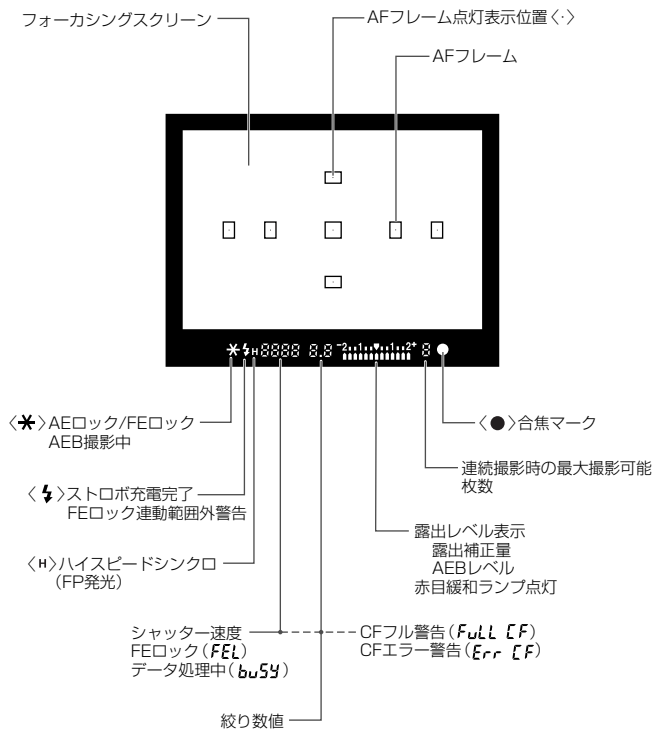 フォーカシングスクリーン
AFフレーム点灯表示位置〈·〉
AFフレーム
8888 8.8 -2..1..▼..1..2+ 8
〈✱〉AEロック/FEロック
AEB撮影中
〈⚡〉ストロボ充電完了
FEロック連動範囲外警告
〈H〉ハイスピードシンクロ
(FP発光)
〈●〉合焦マーク
連続撮影時の最大撮影可能
枚数
露出レベル表示
露出補正量
AEBレベル
赤目緩和ランプ点灯
シャッター速度
FEロック(FEL)
データ処理中(buSY)
CFフル警告(FuLL CF)
CFエラー警告(Err CF)
絞り数値